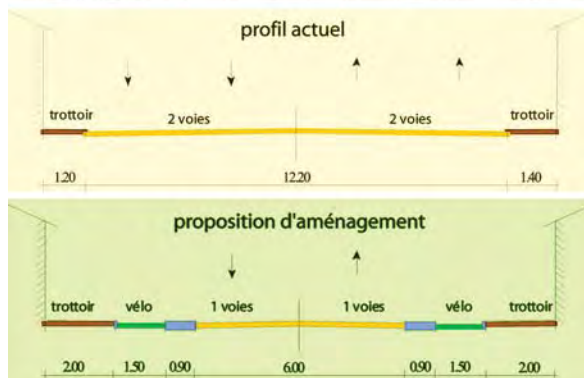 profil actuel
trottoir 2 voies 2 voies trottoir
1.20 12.20 1.40
proposition d'aménagement
trottoir vélo 1 voies 1 voies vélo trottoir
2.00 1.50 0.90 6.00 0.90 1.50 2.00